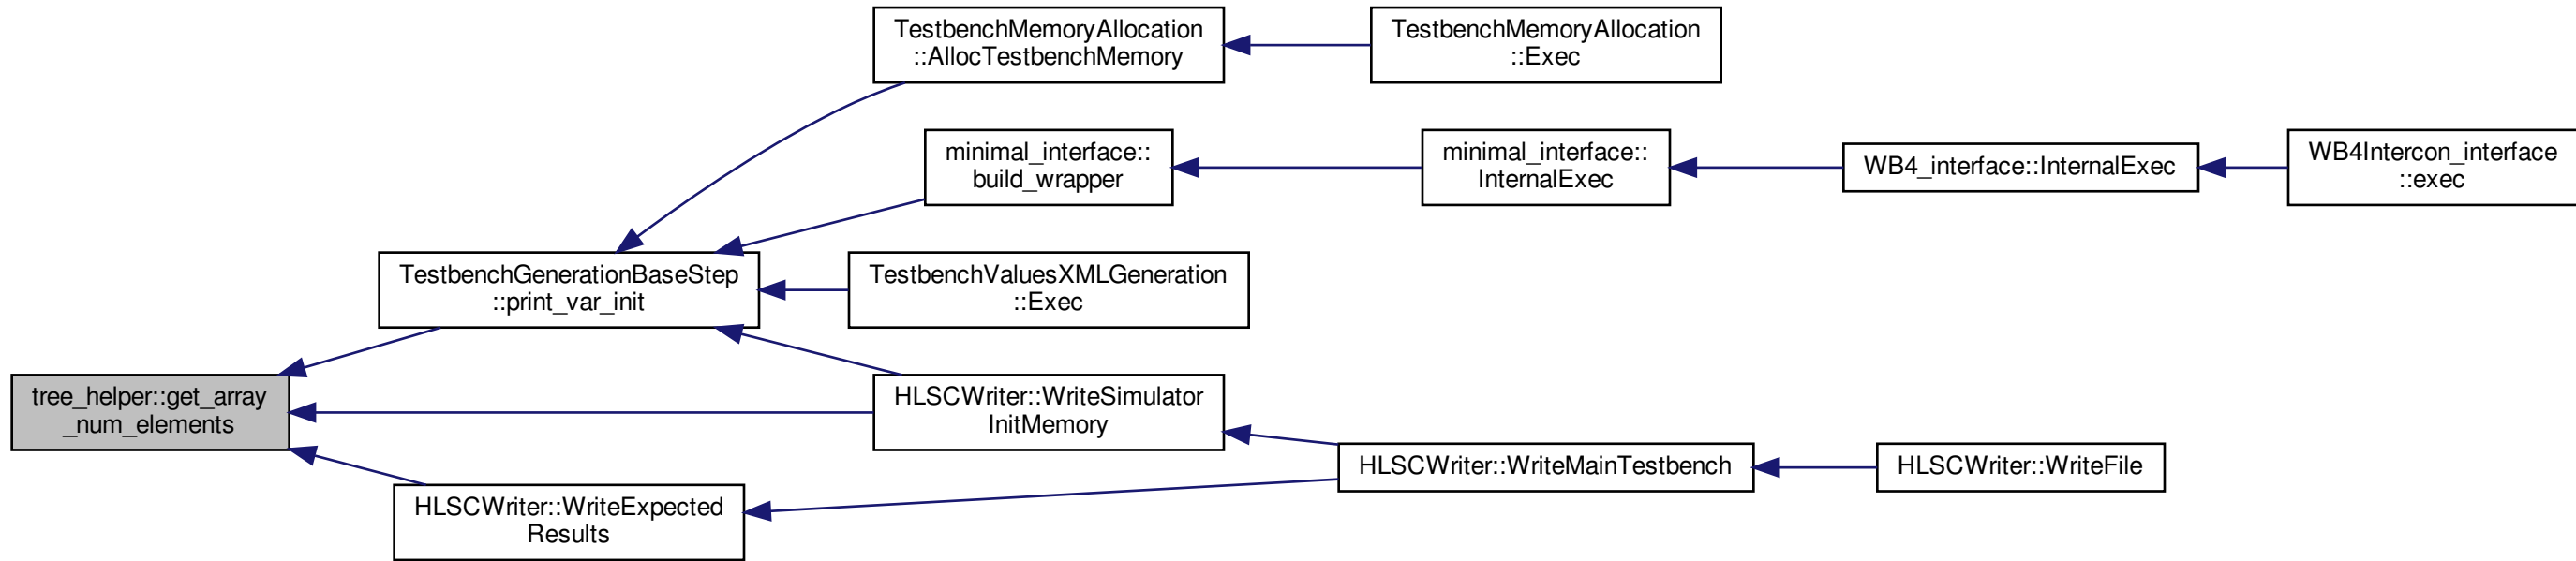 TestbenchMemoryAllocation
::AllocTestbenchMemory
TestbenchMemoryAllocation
::Exec
minimal_interface::
build_wrapper
minimal_interface::
InternalExec
WB4_interface::InternalExec
WB4Intercon_interface
::exec
TestbenchGenerationBaseStep
::print_var_init
TestbenchValuesXMLGeneration
::Exec
tree_helper::get_array
_num_elements
HLSCWriter::WriteSimulator
InitMemory
HLSCWriter::WriteMainTestbench
HLSCWriter::WriteFile
HLSCWriter::WriteExpected
Results